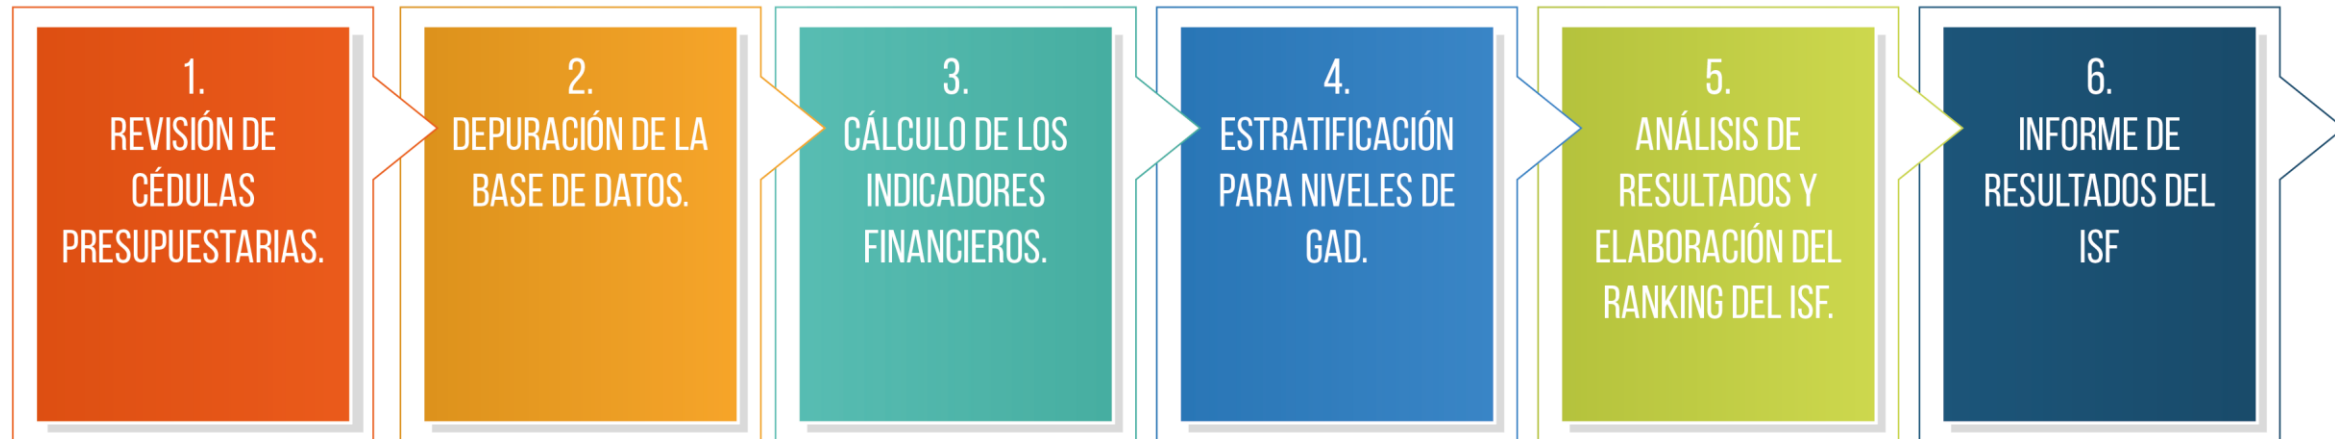 1.
REVISIÓN DE
CÉDULAS
PRESUPUESTARIAS.
2.
DEPURACIÓN DE LA
BASE DE DATOS.
3.
CÁLCULO DE LOS
INDICADORES
FINANCIEROS.
4.
ESTRATIFICACIÓN
PARA NIVELES DE
GAD.
5.
ANÁLISIS DE
RESULTADOS Y
ELABORACIÓN DEL
RANKING DEL ISF.
6.
INFORME DE
RESULTADOS DEL
ISF